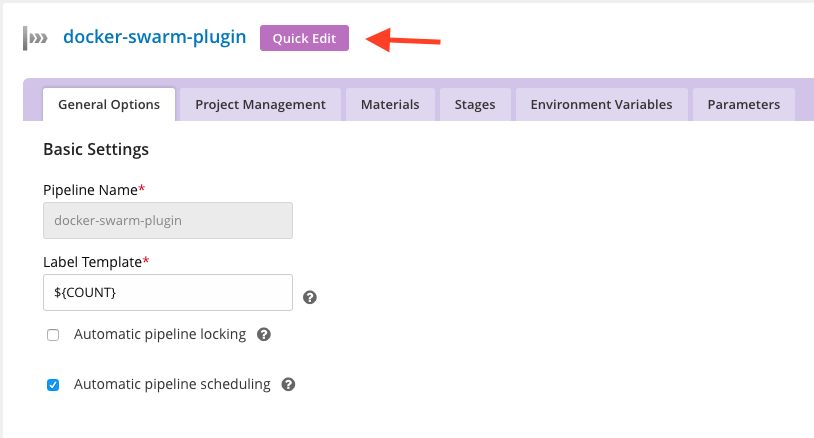 docker-swarm-plugin Quick Edit
General Options Project Management Materials Stages Environment Variables Parameters
Basic Settings
Pipeline Name*
docker-swarm-plugin
Label Template*
${COUNT}
Automatic pipeline locking
Automatic pipeline scheduling